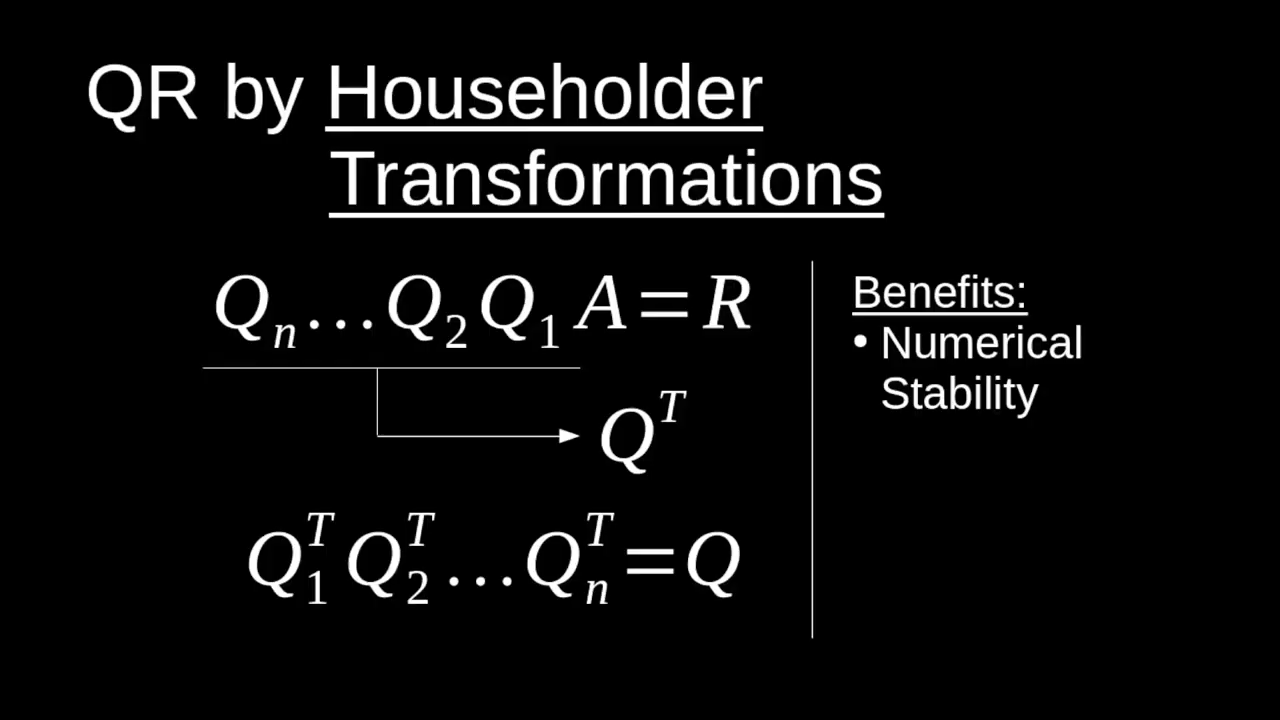 QR by Householder
Transformations
Qₙ…Q₂Q₁A=R
Qᵀ
Q₁ᵀQ₂ᵀ…Qₙᵀ=Q
Benefits:
• Numerical
Stability